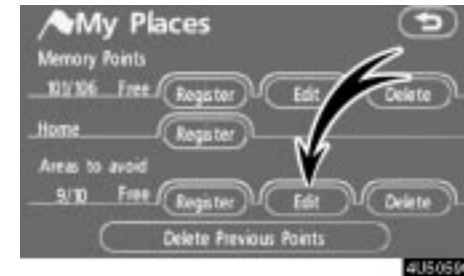 My Places
Memory Points
101/106 Free Register Edit Delete
Home Register
Areas to avoid
9/10 Free Register Edit Delete
Delete Previous Points